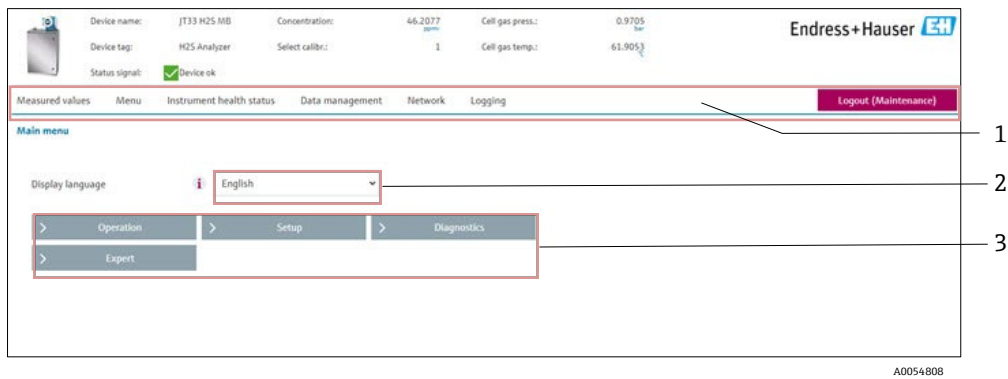 Device name: JT33 H2S MB Concentration: 46.2077 ppmv Cell gas press.: 0.9705 bar
Endress+Hauser EH
Device tag: H2S Analyzer Select calibr.: 1 Cell gas temp.: 61.9053 °C
Status signal: Device ok
Measured values Menu Instrument health status Data management Network Logging Logout (Maintenance)
1
Main menu
Display language i English
2
> Operation > Setup > Diagnostics
3
> Expert
A0054808